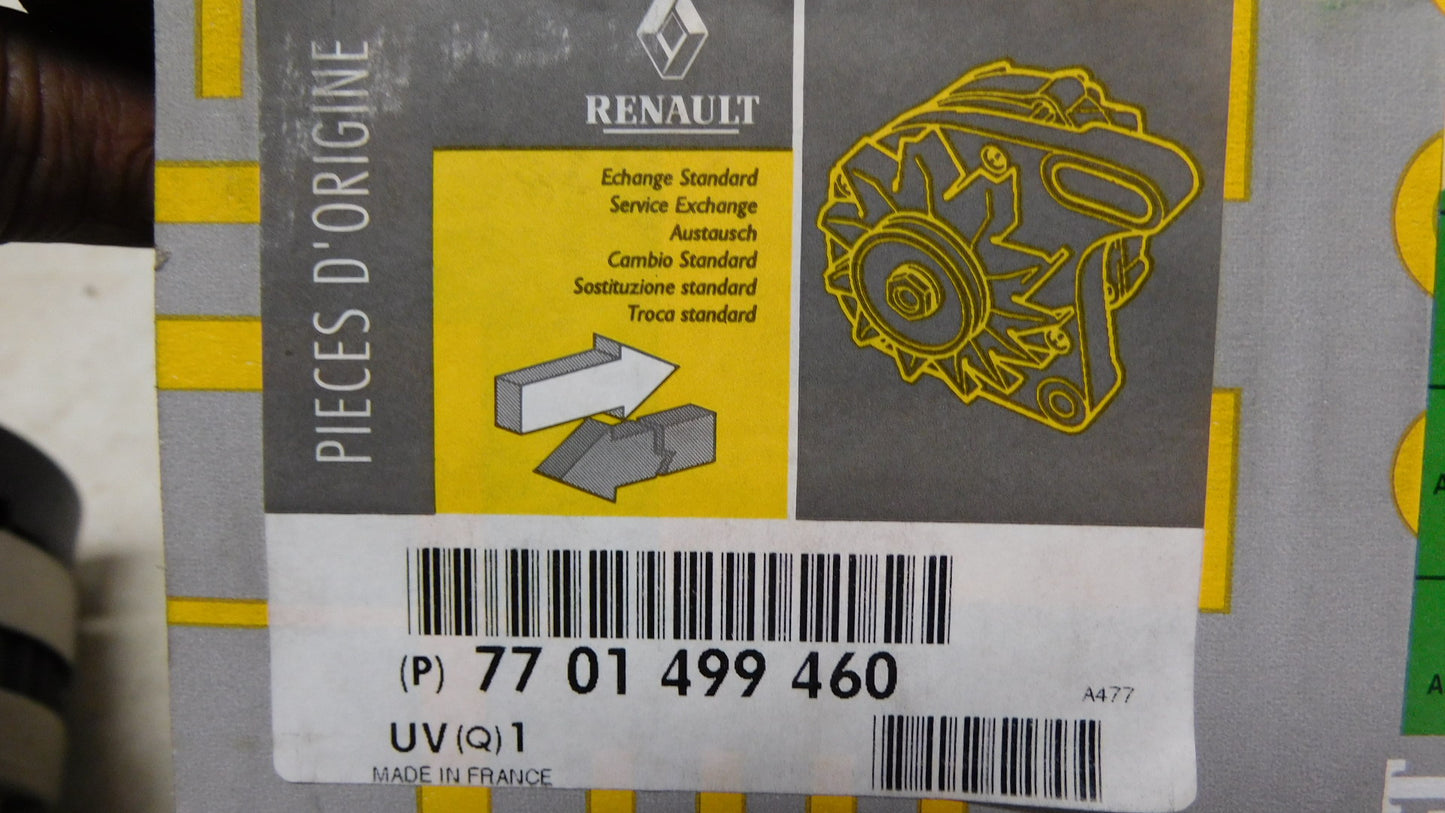 PIECES D'ORIGINE
RENAULT
Echange Standard
Service Exchange
Austausch
Cambio Standard
Sostituzione standard
Troca standard
(P) 77 01 499 460
A477
UV (Q) 1
MADE IN FRANCE
A
A